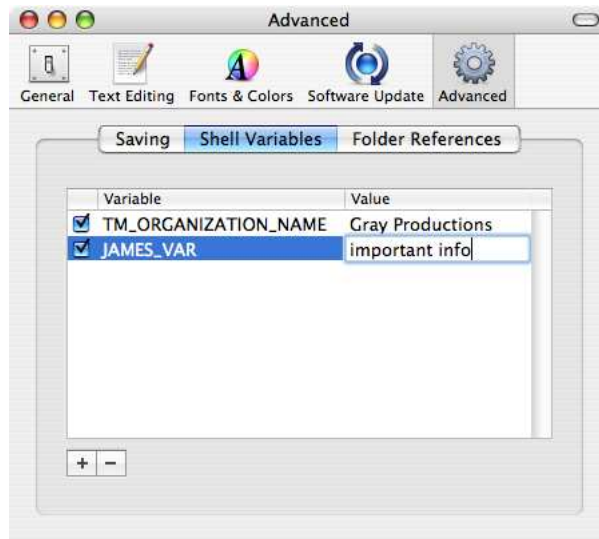 Advanced
General Text Editing Fonts & Colors Software Update Advanced
Saving Shell Variables Folder References
Variable Value
TM_ORGANIZATION_NAME Gray Productions
JAMES_VAR important info